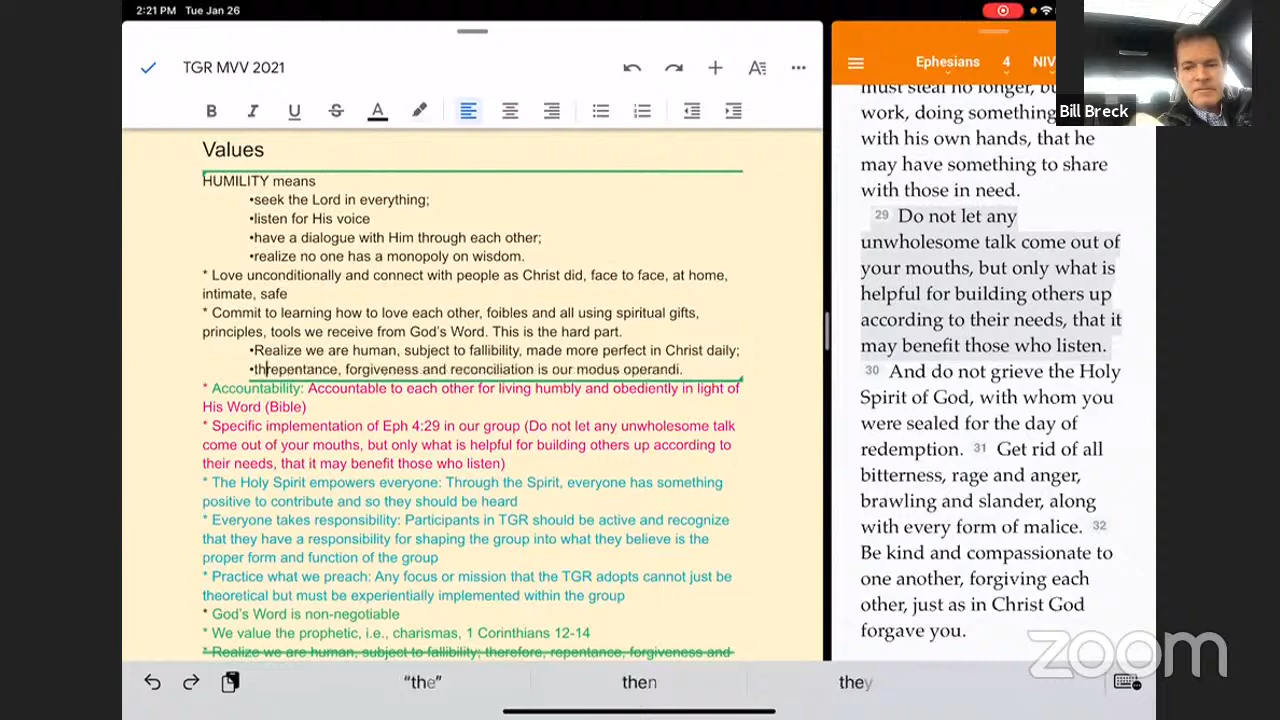 2:21 PM Tue Jan 26
TGR MVV 2021
B I U S A
Values
HUMILITY means
•seek the Lord in everything;
•listen for His voice
•have a dialogue with Him through each other;
•realize no one has a monopoly on wisdom.
* Love unconditionally and connect with people as Christ did, face to face, at home,
intimate, safe
* Commit to learning how to love each other, foibles and all using spiritual gifts,
principles, tools we receive from God's Word. This is the hard part.
•Realize we are human, subject to fallibility, made more perfect in Christ daily;
•threpentance, forgiveness and reconciliation is our modus operandi.
* Accountability: Accountable to each other for living humbly and obediently in light of
His Word (Bible)
* Specific implementation of Eph 4:29 in our group (Do not let any unwholesome talk
come out of your mouths, but only what is helpful for building others up according to
their needs, that it may benefit those who listen)
* The Holy Spirit empowers everyone: Through the Spirit, everyone has something
positive to contribute and so they should be heard
* Everyone takes responsibility: Participants in TGR should be active and recognize
that they have a responsibility for shaping the group into what they believe is the
proper form and function of the group
* Practice what we preach: Any focus or mission that the TGR adopts cannot just be
theoretical but must be experientially implemented within the group
* God's Word is non-negotiable
* We value the prophetic, i.e., charismas, 1 Corinthians 12-14
* Realize we are human, subject to fallibility; therefore, repentance, forgiveness and
"the"
then
they
Ephesians 4 NIV
must steal no longer, bu
work, doing something
with his own hands, that he
may have something to share
with those in need.
29 Do not let any
unwholesome talk come out of
your mouths, but only what is
helpful for building others up
according to their needs, that it
may benefit those who listen.
30 And do not grieve the Holy
Spirit of God, with whom you
were sealed for the day of
redemption. 31 Get rid of all
bitterness, rage and anger,
brawling and slander, along
with every form of malice. 32
Be kind and compassionate to
one another, forgiving each
other, just as in Christ God
forgave you.
Bill Breck
zoom